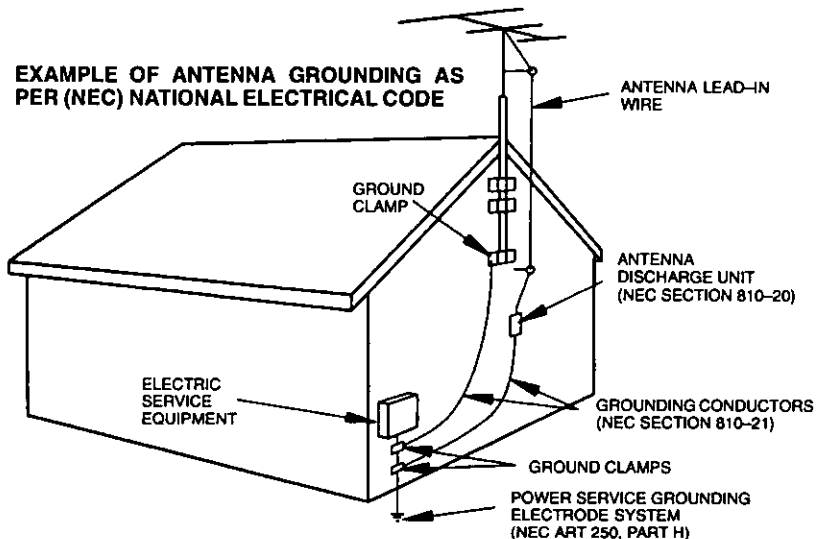 EXAMPLE OF ANTENNA GROUNDING AS
PER (NEC) NATIONAL ELECTRICAL CODE
ANTENNA LEAD–IN
WIRE
GROUND
CLAMP
ANTENNA
DISCHARGE UNIT
(NEC SECTION 810–20)
ELECTRIC
SERVICE
EQUIPMENT
GROUNDING CONDUCTORS
(NEC SECTION 810–21)
GROUND CLAMPS
POWER SERVICE GROUNDING
ELECTRODE SYSTEM
(NEC ART 250, PART H)